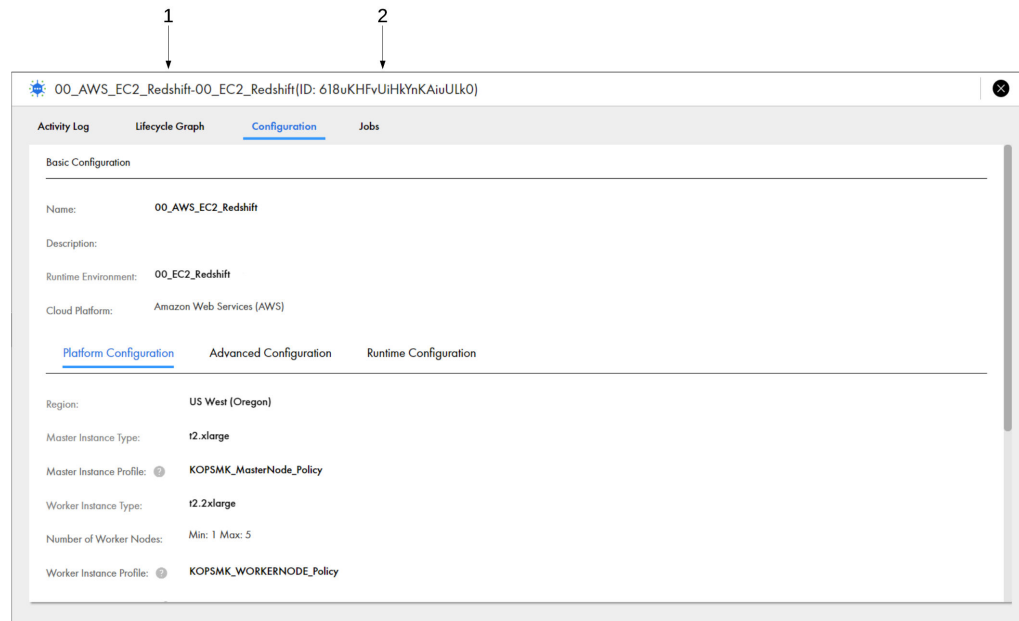 1 2
00_AWS_EC2_Redshift-00_EC2_Redshift(ID: 618uKHFvUiHkYnKAiuULk0)
Activity Log Lifecycle Graph Configuration Jobs
Basic Configuration
Name: 00_AWS_EC2_Redshift
Description:
Runtime Environment: 00_EC2_Redshift
Cloud Platform: Amazon Web Services (AWS)
Platform Configuration Advanced Configuration Runtime Configuration
Region: US West (Oregon)
Master Instance Type: t2.xlarge
Master Instance Profile: ? KOPSMK_MasterNode_Policy
Worker Instance Type: t2.2xlarge
Number of Worker Nodes: Min: 1 Max: 5
Worker Instance Profile: ? KOPSMK_WORKERNODE_Policy